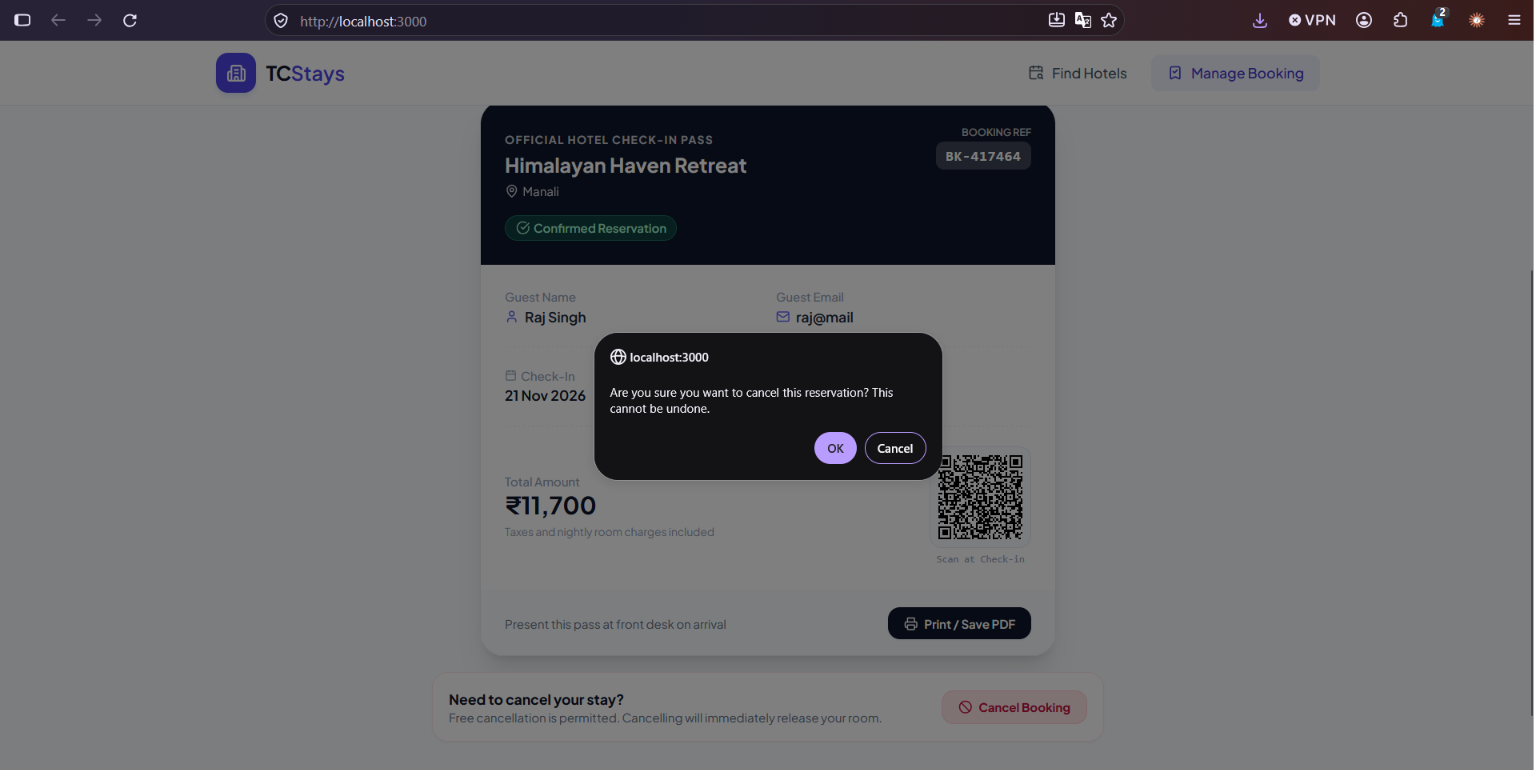 http://localhost:3000
VPN
2
TCStays
Find Hotels
Manage Booking
OFFICIAL HOTEL CHECK-IN PASS
BOOKING REF
Himalayan Haven Retreat
BK-417464
Manali
Confirmed Reservation
Guest Name
Guest Email
Raj Singh
raj@mail
localhost:3000
Check-In
Are you sure you want to cancel this reservation? This
21 Nov 2026
cannot be undone.
OK
Cancel
Total Amount
₹11,700
Taxes and nightly room charges included
Scan at Check-in
Present this pass at front desk on arrival
Print / Save PDF
Need to cancel your stay?
Free cancellation is permitted. Cancelling will immediately release your room.
Cancel Booking